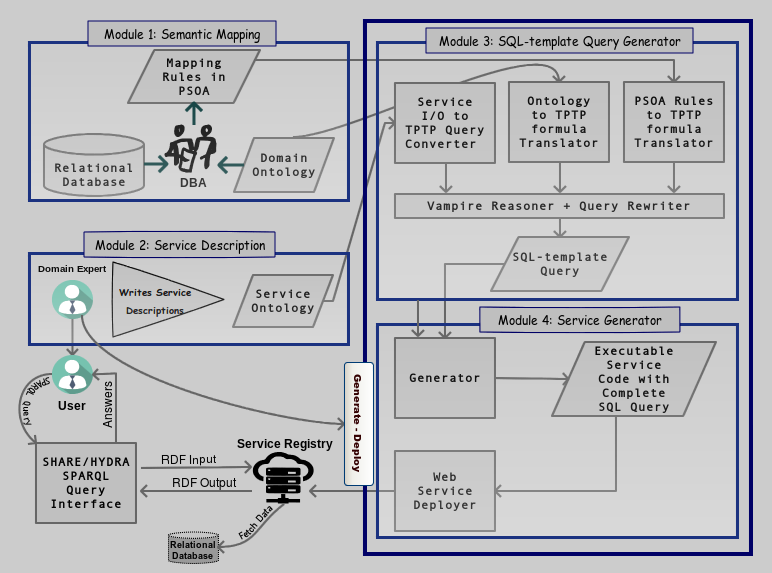 Module 1: Semantic Mapping
Mapping
Rules in
PSOA
Relational
Database
DBA
Domain
Ontology
Module 2: Service Description
Domain Expert
Writes Service
Descriptions
Service
Ontology
Module 3: SQL-template Query Generator
Service
I/O to
TPTP Query
Converter
Ontology
to TPTP
formula
Translator
PSOA Rules
to TPTP
formula
Translator
Vampire Reasoner + Query Rewriter
SQL-template
Query
Module 4: Service Generator
Generator
Executable
Service
Code with
Complete
SQL Query
Web
Service
Deployer
Generate - Deploy
User
SPARQL Query
Answers
SHARE/HYDRA
SPARQL
Query
Interface
RDF Input
RDF Output
Service Registry
Fetch Data
Relational
Database